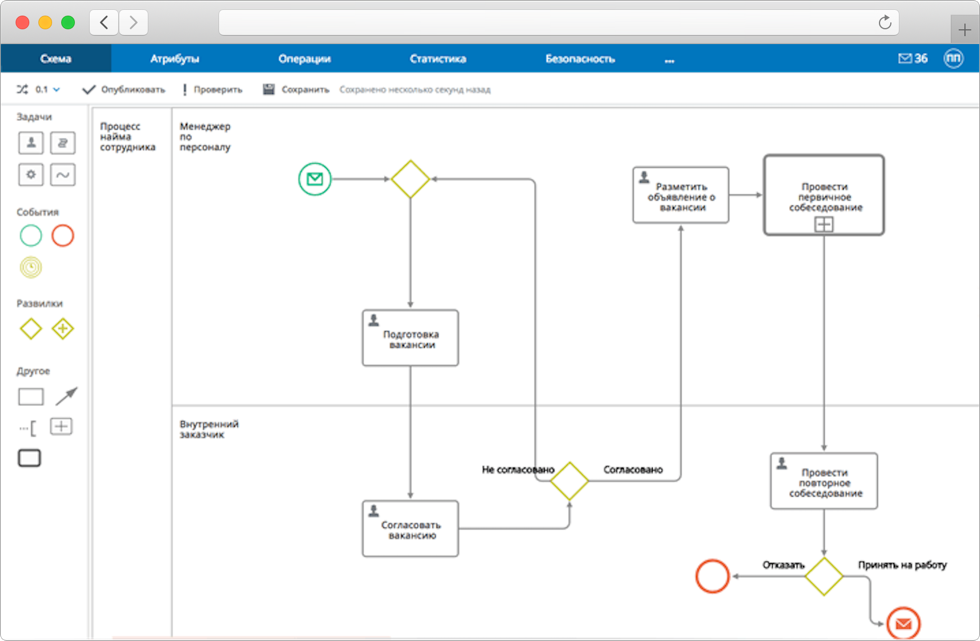 Схема Атрибуты Операции Статистика Безопасность ... 36 ПП
0.1 Опубликовать Проверить Сохранить Сохранено несколько секунд назад
Задачи
События
Развилки
Другое
Процесс
найма
сотрудника
Менеджер
по
персоналу
Разметить
объявление о
вакансии
Провести
первичное
собеседование
Подготовка
вакансии
Внутренний
заказчик
Не согласовано
Согласовано
Согласовать
вакансию
Провести
повторное
собеседование
Отказать
Принять на работу